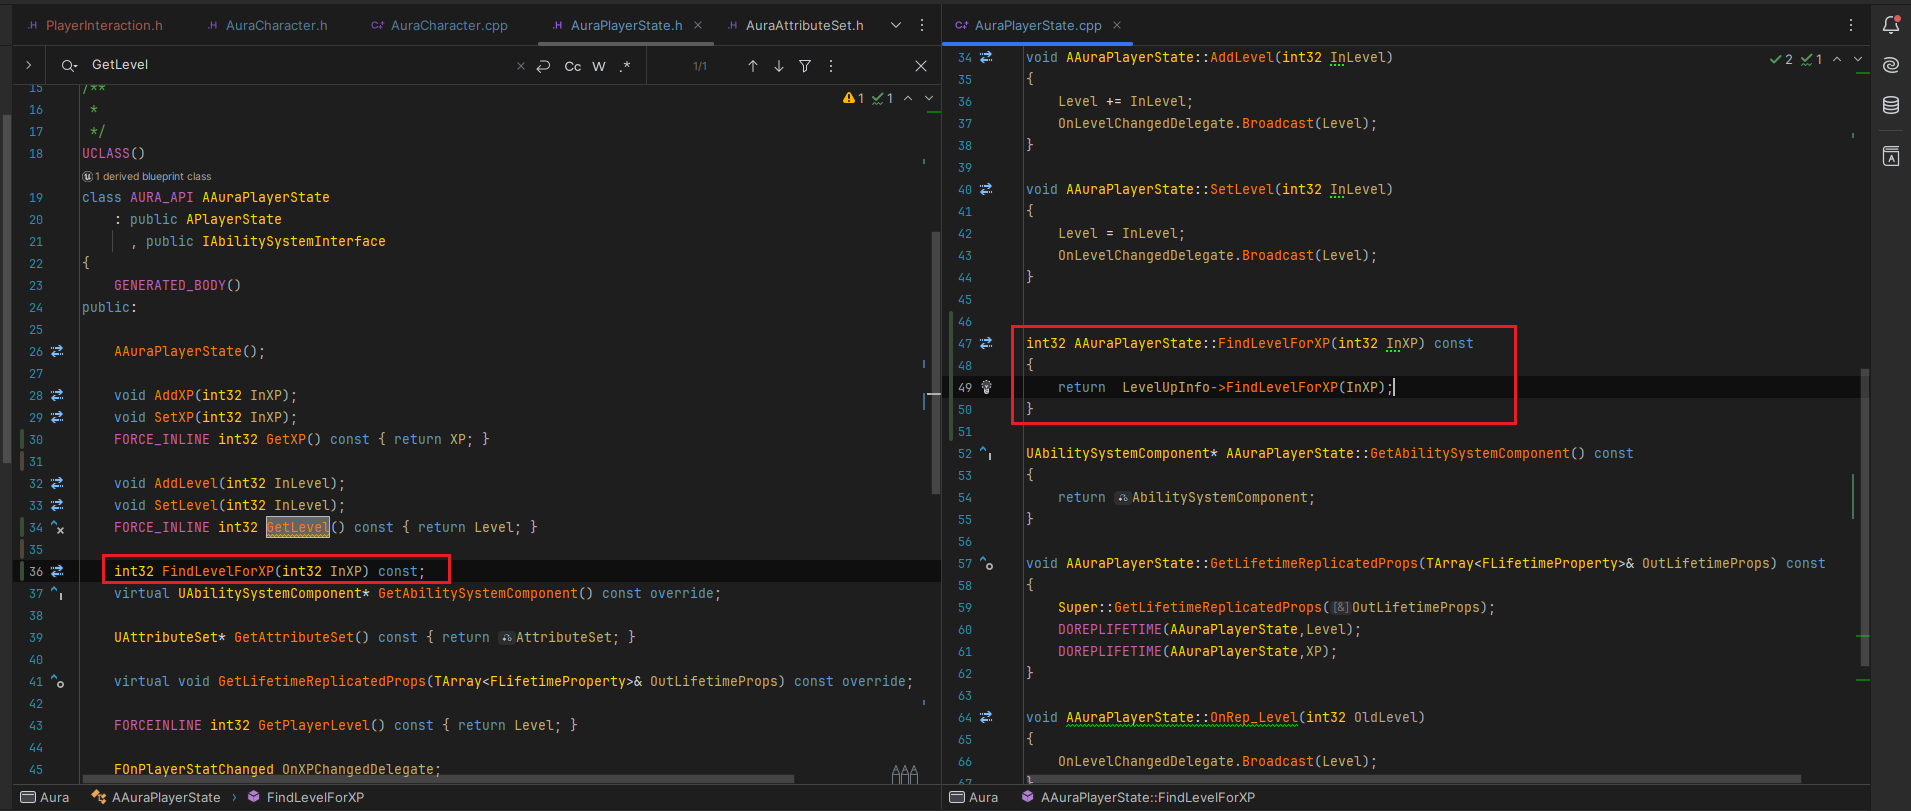 PlayerInteraction.h
AuraCharacter.h
AuraCharacter.cpp
AuraPlayerState.h
AuraAttributeSet.h
GetLevel
Cc W .*
1/1
1 1
15 /**
16 *
17 */
18 UCLASS()
1 derived blueprint class
19 class AURA_API AAuraPlayerState
20 : public APlayerState
21 , public IAbilitySystemInterface
22 {
23 GENERATED_BODY()
24 public:
25
26 AAuraPlayerState();
27
28 void AddXP(int32 InXP);
29 void SetXP(int32 InXP);
30 FORCE_INLINE int32 GetXP() const { return XP; }
31
32 void AddLevel(int32 InLevel);
33 void SetLevel(int32 InLevel);
34 FORCE_INLINE int32 GetLevel() const { return Level; }
35
36 int32 FindLevelForXP(int32 InXP) const;
37 virtual UAbilitySystemComponent* GetAbilitySystemComponent() const override;
38
39 UAttributeSet* GetAttributeSet() const { return AttributeSet; }
40
41 virtual void GetLifetimeReplicatedProps(TArray<FLifetimeProperty>& OutLifetimeProps) const override;
42
43 FORCEINLINE int32 GetPlayerLevel() const { return Level; }
44
45 FOnPlayerStatChanged OnXPChangedDelegate;
Aura AAuraPlayerState › FindLevelForXP
AuraPlayerState.cpp
2 1
34 void AAuraPlayerState::AddLevel(int32 InLevel)
35 {
36 Level += InLevel;
37 OnLevelChangedDelegate.Broadcast(Level);
38 }
39
40 void AAuraPlayerState::SetLevel(int32 InLevel)
41 {
42 Level = InLevel;
43 OnLevelChangedDelegate.Broadcast(Level);
44 }
45
46
47 int32 AAuraPlayerState::FindLevelForXP(int32 InXP) const
48 {
49 return LevelUpInfo->FindLevelForXP(InXP);
50 }
51
52 UAbilitySystemComponent* AAuraPlayerState::GetAbilitySystemComponent() const
53 {
54 return AbilitySystemComponent;
55 }
56
57 void AAuraPlayerState::GetLifetimeReplicatedProps(TArray<FLifetimeProperty>& OutLifetimeProps) const
58 {
59 Super::GetLifetimeReplicatedProps([&]OutLifetimeProps);
60 DOREPLIFETIME(AAuraPlayerState,Level);
61 DOREPLIFETIME(AAuraPlayerState,XP);
62 }
63
64 void AAuraPlayerState::OnRep_Level(int32 OldLevel)
65 {
66 OnLevelChangedDelegate.Broadcast(Level);
67 }
Aura AAuraPlayerState::FindLevelForXP